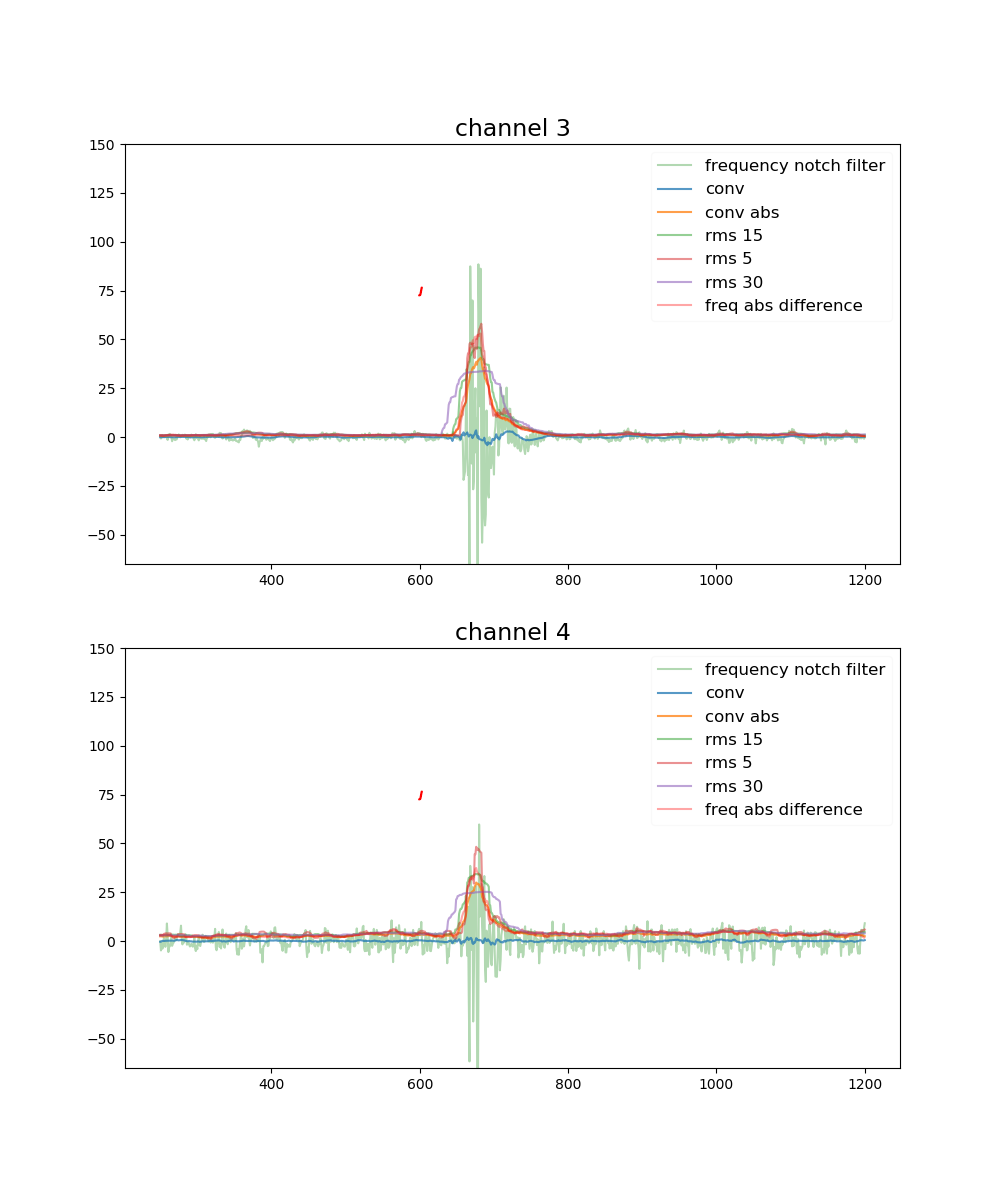 channel 3
150
125
100
75
50
25
0
−25
−50
frequency notch filter
conv
conv abs
rms 15
rms 5
rms 30
freq abs difference
J
400 600 800 1000 1200
channel 4
150
125
100
75
50
25
0
−25
−50
frequency notch filter
conv
conv abs
rms 15
rms 5
rms 30
freq abs difference
J
400 600 800 1000 1200